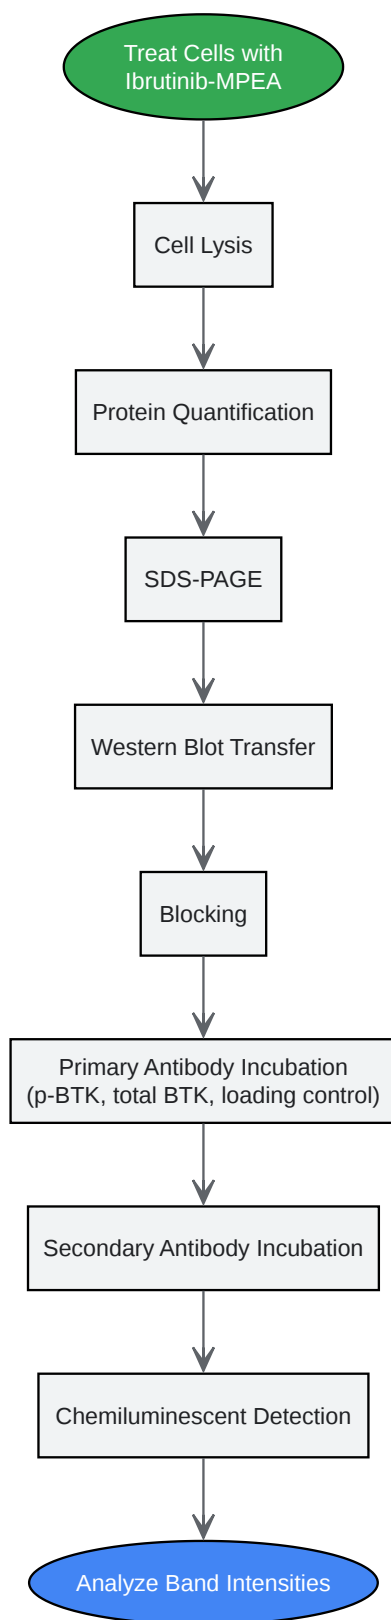 Treat Cells with
Ibrutinib-MPEA
Cell Lysis
Protein Quantification
SDS-PAGE
Western Blot Transfer
Blocking
Primary Antibody Incubation
(p-BTK, total BTK, loading control)
Secondary Antibody Incubation
Chemiluminescent Detection
Analyze Band Intensities